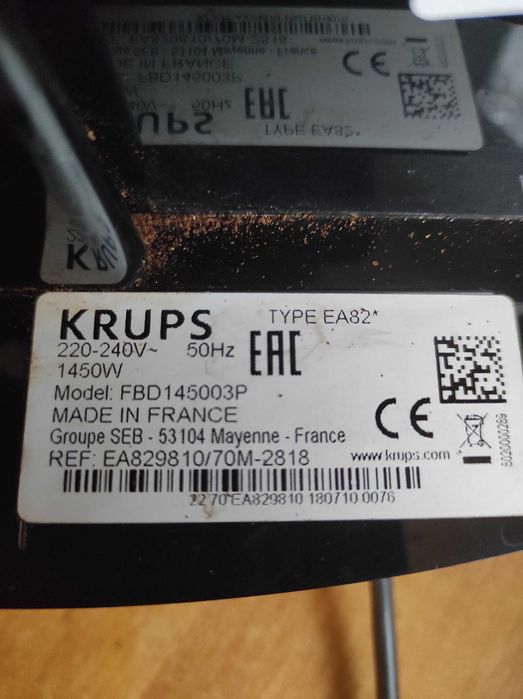 KRUPS
TYPE EA82*
220-240V~ 50Hz
EAC
1450W
Model: FBD145003P
MADE IN FRANCE
CE
Groupe SEB - 53104 Mayenne - France
REF: EA829810/70M-2818
www.krups.com
8020000289
22 70 EA829810 180710 0076